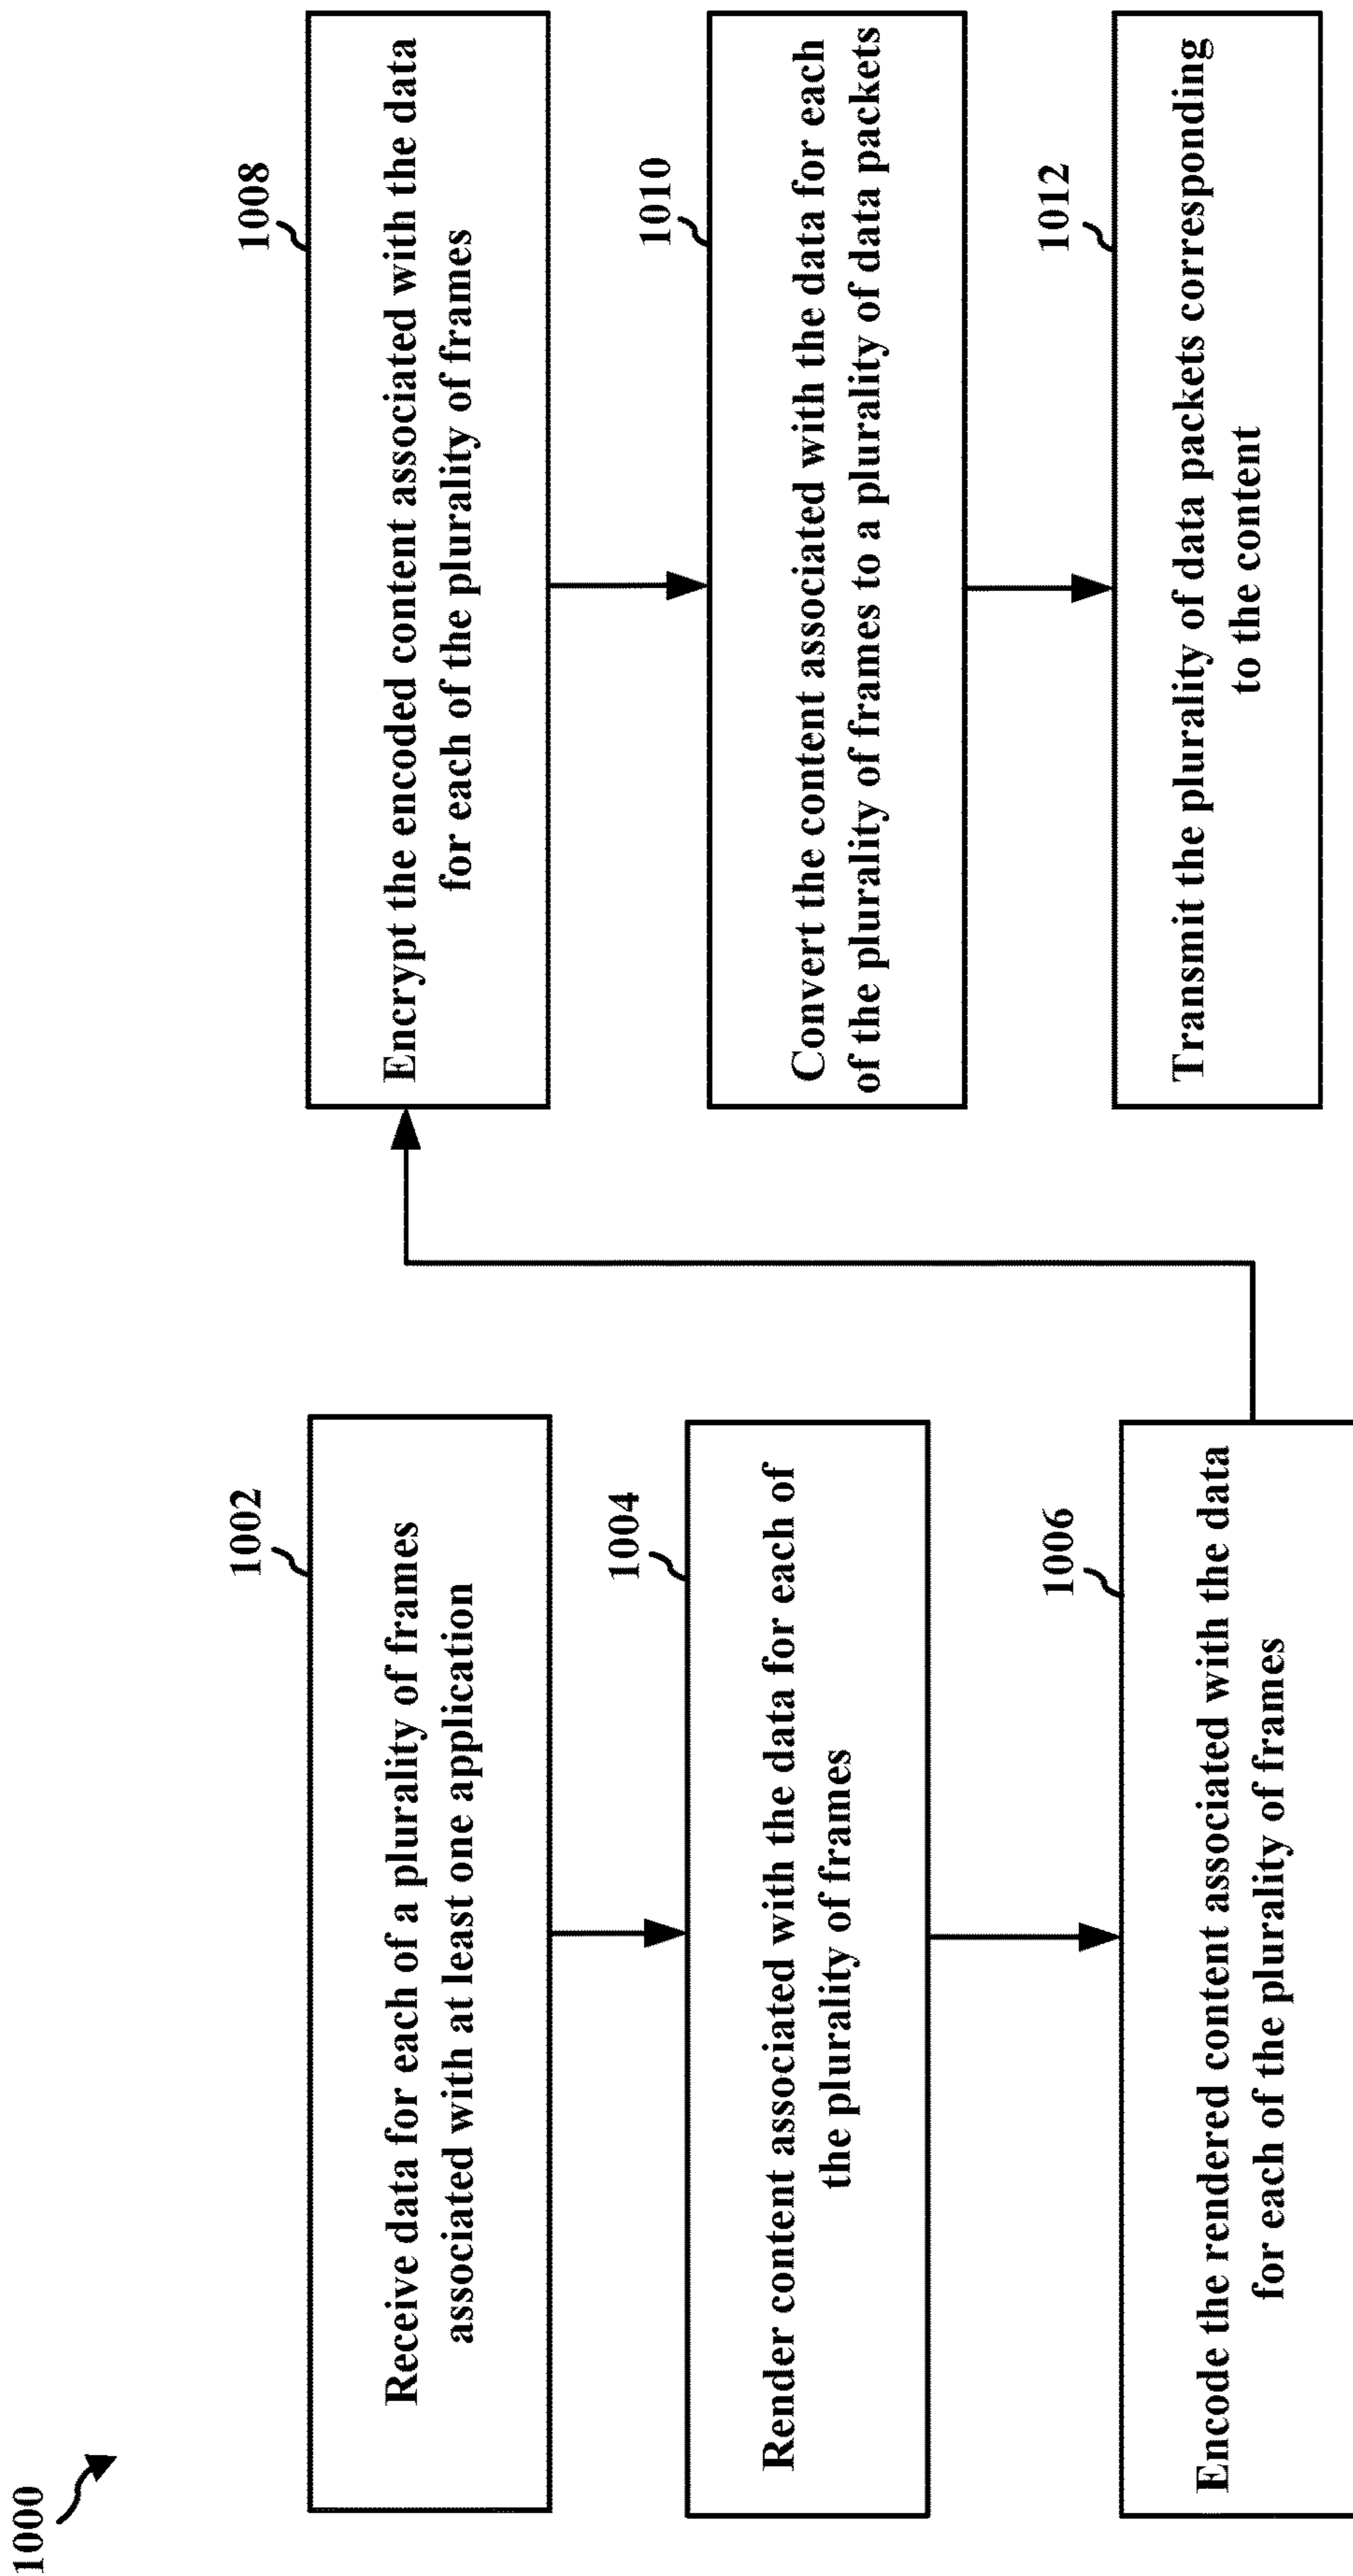 1000
1002
Receive data for each of a plurality of frames
associated with at least one application
1004
Render content associated with the data for each of
the plurality of frames
1006
Encode the rendered content associated with the data
for each of the plurality of frames
1008
Encrypt the encoded content associated with the data
for each of the plurality of frames
1010
Convert the content associated with the data for each
of the plurality of frames to a plurality of data packets
1012
Transmit the plurality of data packets corresponding
to the content